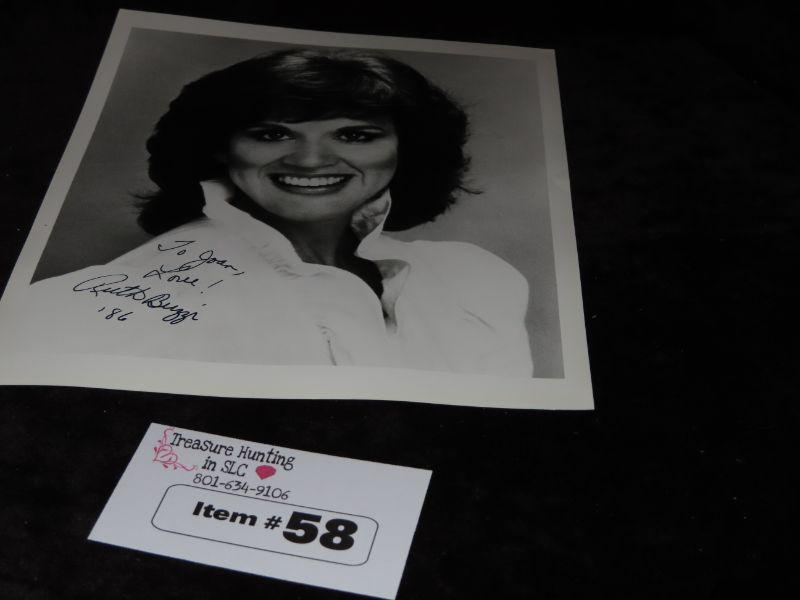 To Joan,
Love!
Ruth Buzzi
'86
Treasure Hunting
in SLC
801-634-9106
Item #58